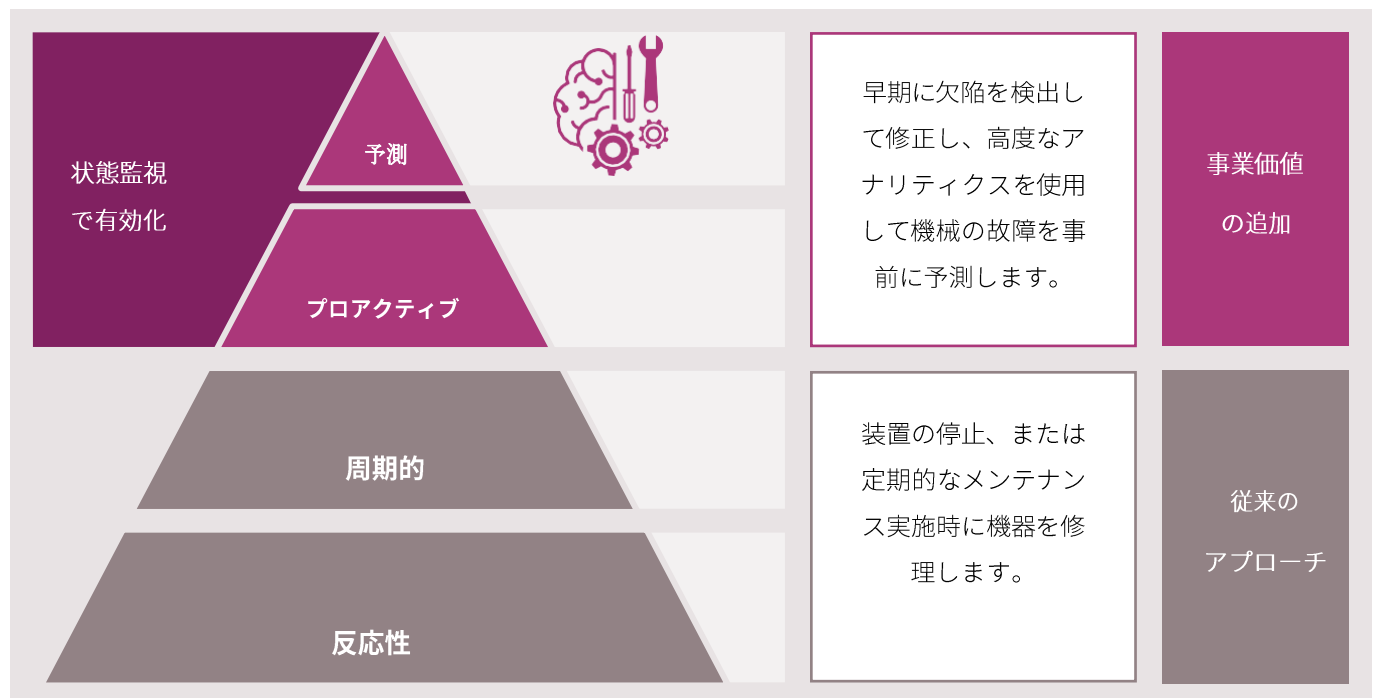 予測
状態監視
で有効化
プロアクティブ
早期に欠陥を検出し
て修正し、高度なア
ナリティクスを使用
して機械の故障を事
前に予測します。
事業価値
の追加
周期的
反応性
装置の停止、または
定期的なメンテナン
ス実施時に機器を修
理します。
従来の
アプローチ